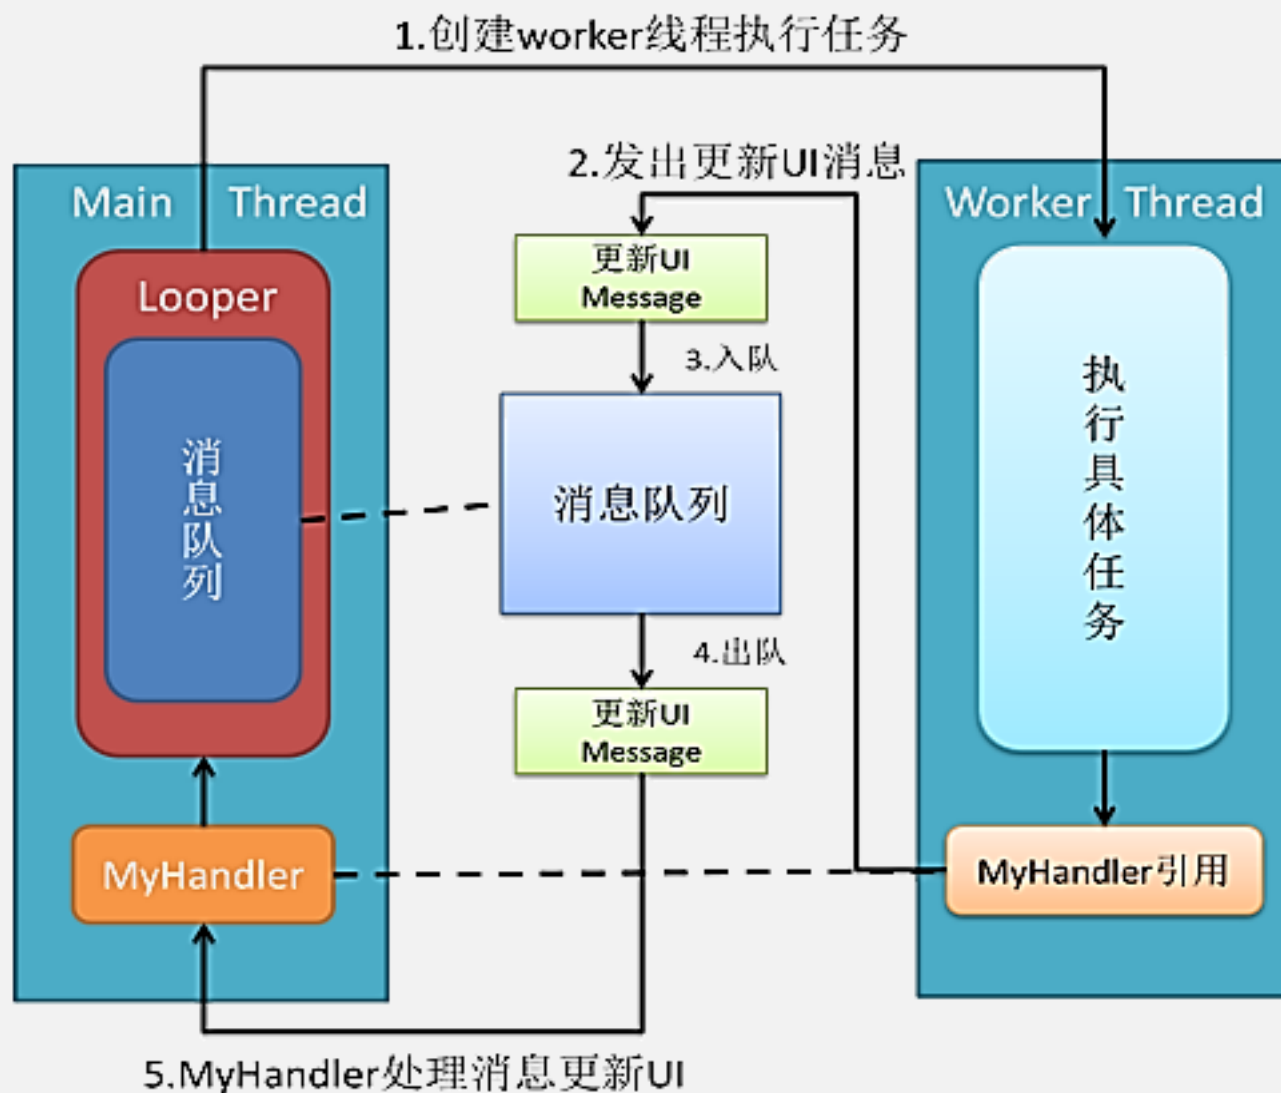 1.创建worker线程执行任务
2.发出更新UI消息
Main Thread
Worker Thread
更新UI
Message
Looper
3.入队
消息队列
消息队列
执行具体任务
4.出队
更新UI
Message
MyHandler
MyHandler引用
5.MyHandler处理消息更新UI